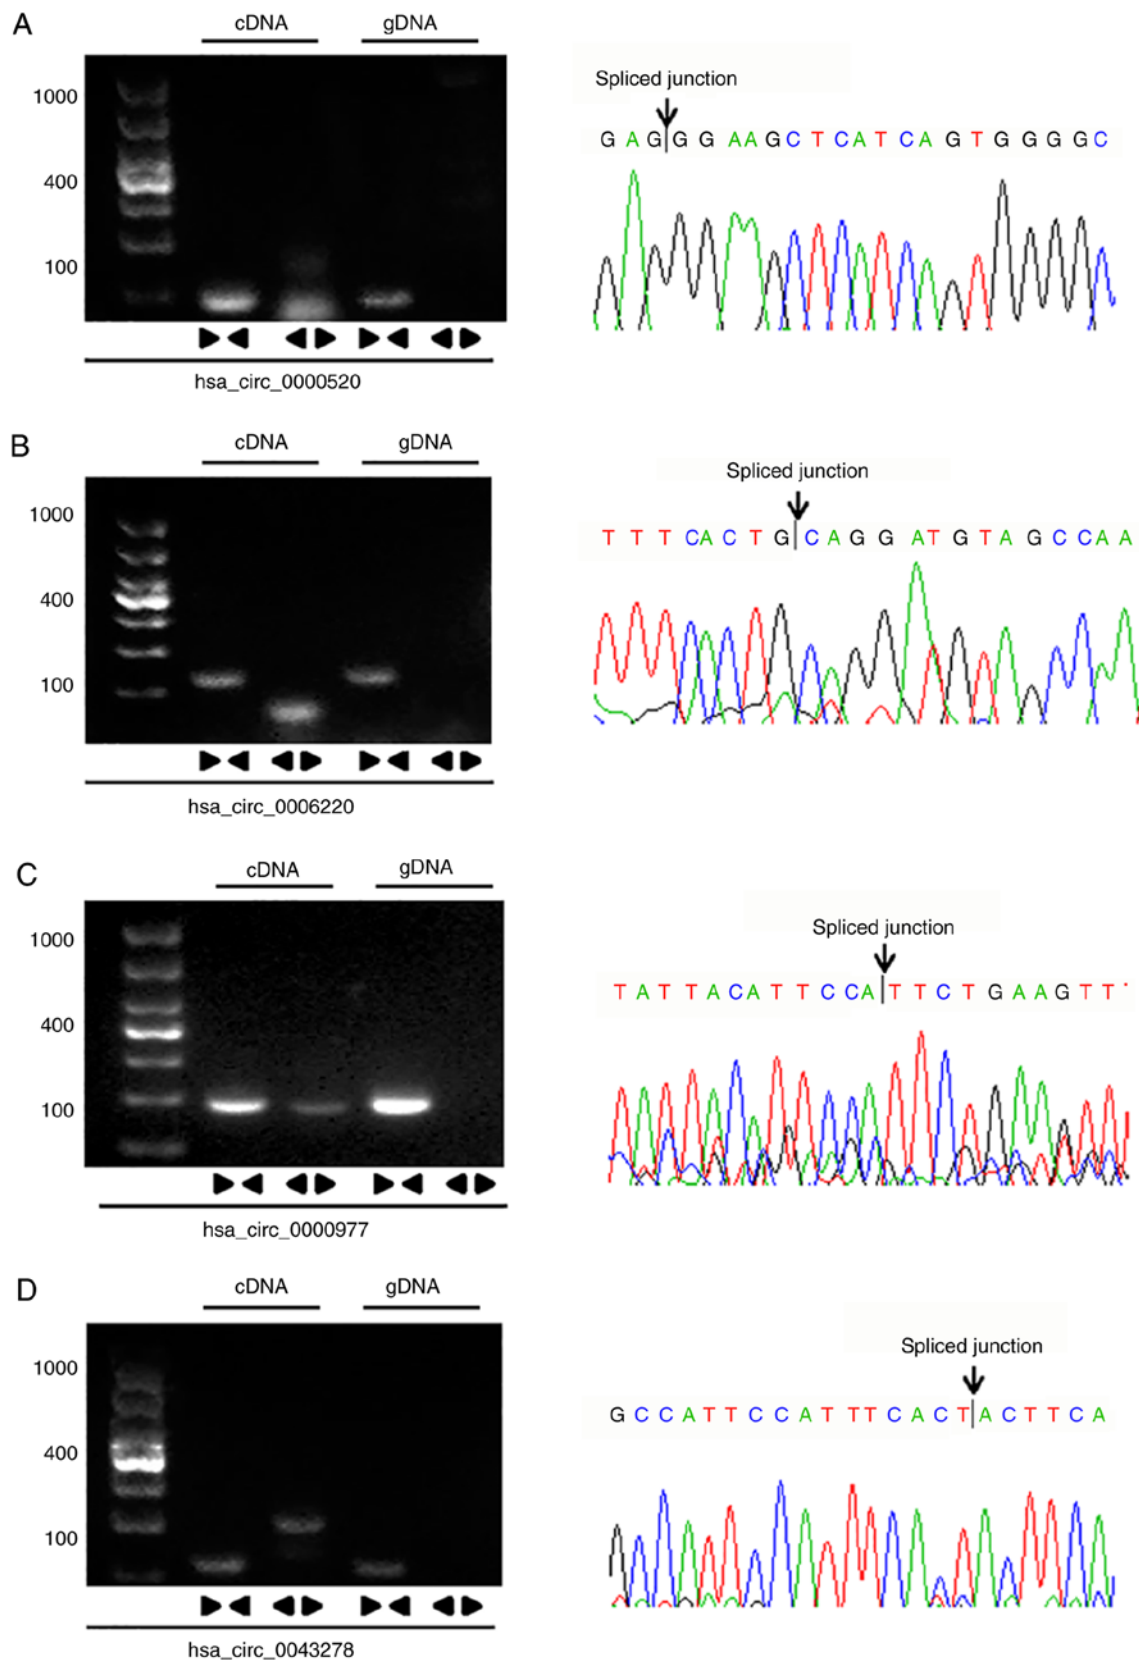 A
cDNA gDNA
1000
400
100
hsa_circ_0000520
Spliced junction
G A G G G A A G C T C A T C A G T G G G G C
B
cDNA gDNA
1000
400
100
hsa_circ_0006220
Spliced junction
T T T C A C T G C A G G A T G T A G C C A A
C
cDNA gDNA
1000
400
100
hsa_circ_0000977
Spliced junction
T A T T A C A T T C C A T T C T G A A G T T
D
cDNA gDNA
1000
400
100
hsa_circ_0043278
Spliced junction
G C C A T T C C A T T T C A C T A C T T C A